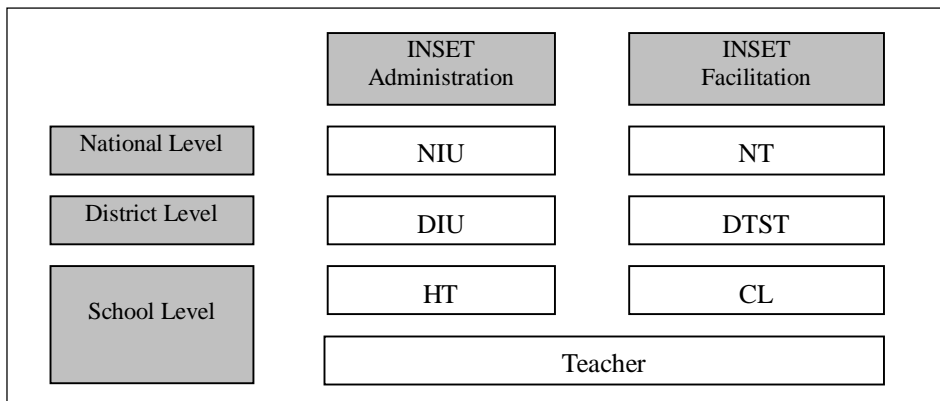 INSET
Administration
INSET
Facilitation
National Level
NIU
NT
District Level
DIU
DTST
School Level
HT
CL
Teacher